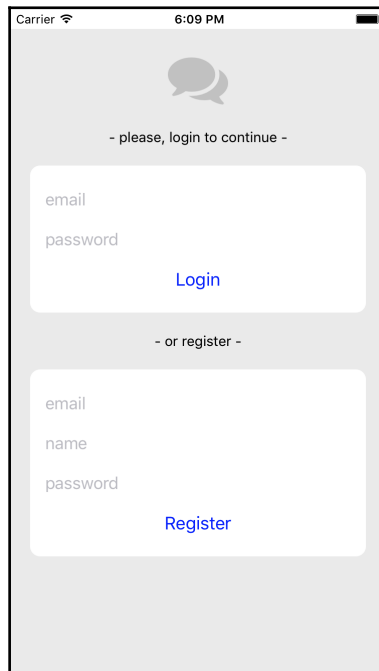 Carrier 6:09 PM
- please, login to continue -
email
password
Login
- or register -
email
name
password
Register